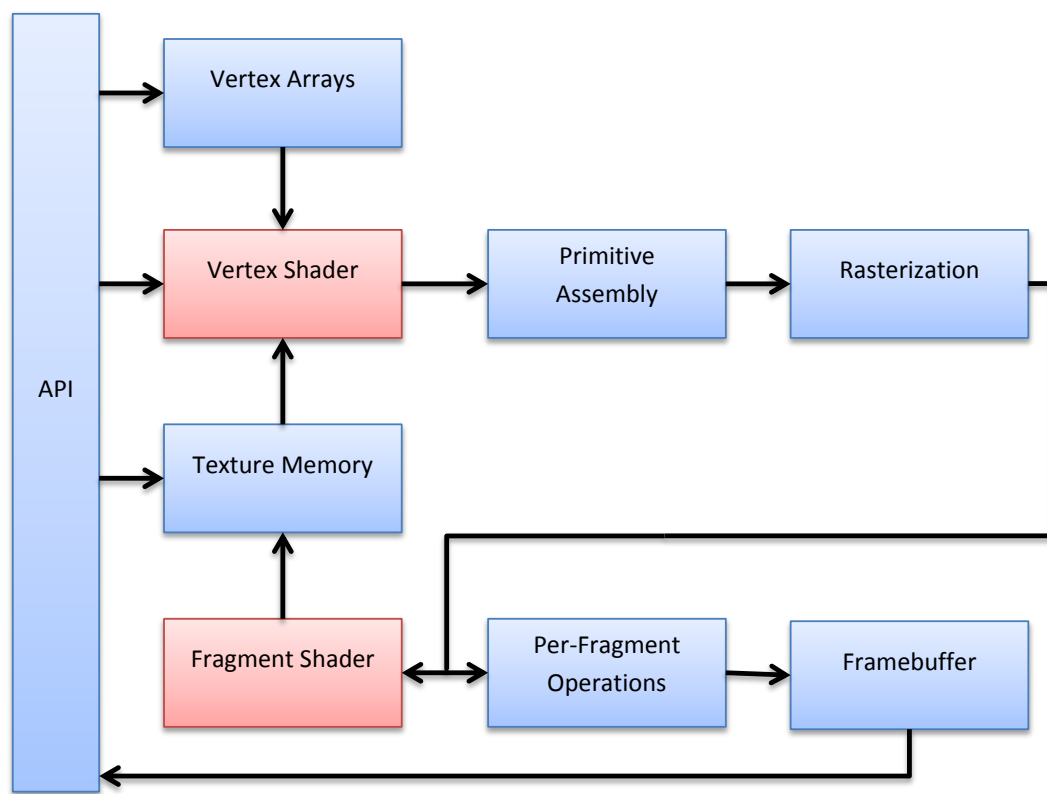 Vertex Arrays
Vertex Shader
Primitive
Assembly
Rasterization
API
Texture Memory
Fragment Shader
Per-Fragment
Operations
Framebuffer